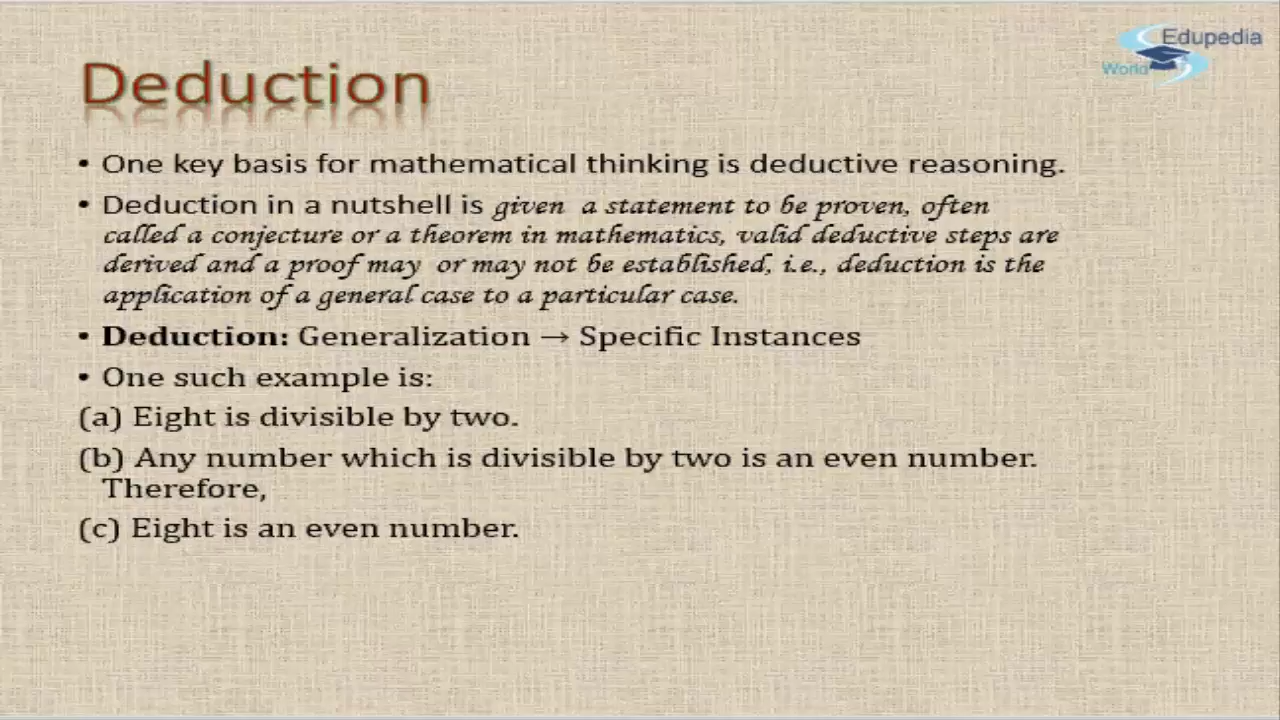 Edupedia
World
Deduction
• One key basis for mathematical thinking is deductive reasoning.
• Deduction in a nutshell is given a statement to be proven, often
called a conjecture or a theorem in mathematics, valid deductive steps are
derived and a proof may or may not be established, i.e., deduction is the
application of a general case to a particular case.
• Deduction: Generalization → Specific Instances
• One such example is:
(a) Eight is divisible by two.
(b) Any number which is divisible by two is an even number.
Therefore,
(c) Eight is an even number.